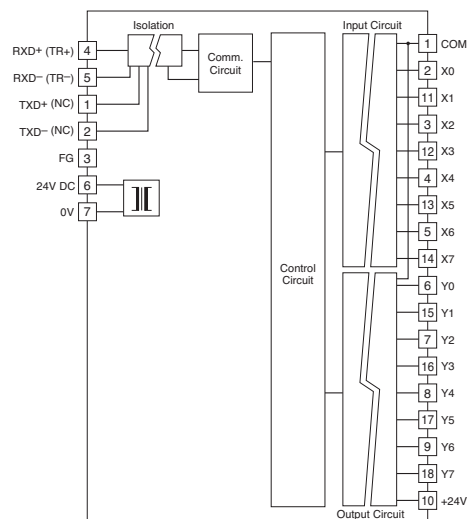 Isolation
Input Circuit
RXD+ (TR+) 4
RXD– (TR–) 5
TXD+ (NC) 1
TXD– (NC) 2
FG 3
24V DC 6
0V 7
Comm.
Circuit
Control
Circuit
1 COM
2 X0
11 X1
3 X2
12 X3
4 X4
13 X5
5 X6
14 X7
6 Y0
15 Y1
7 Y2
16 Y3
8 Y4
17 Y5
9 Y6
18 Y7
10 +24V
Output Circuit